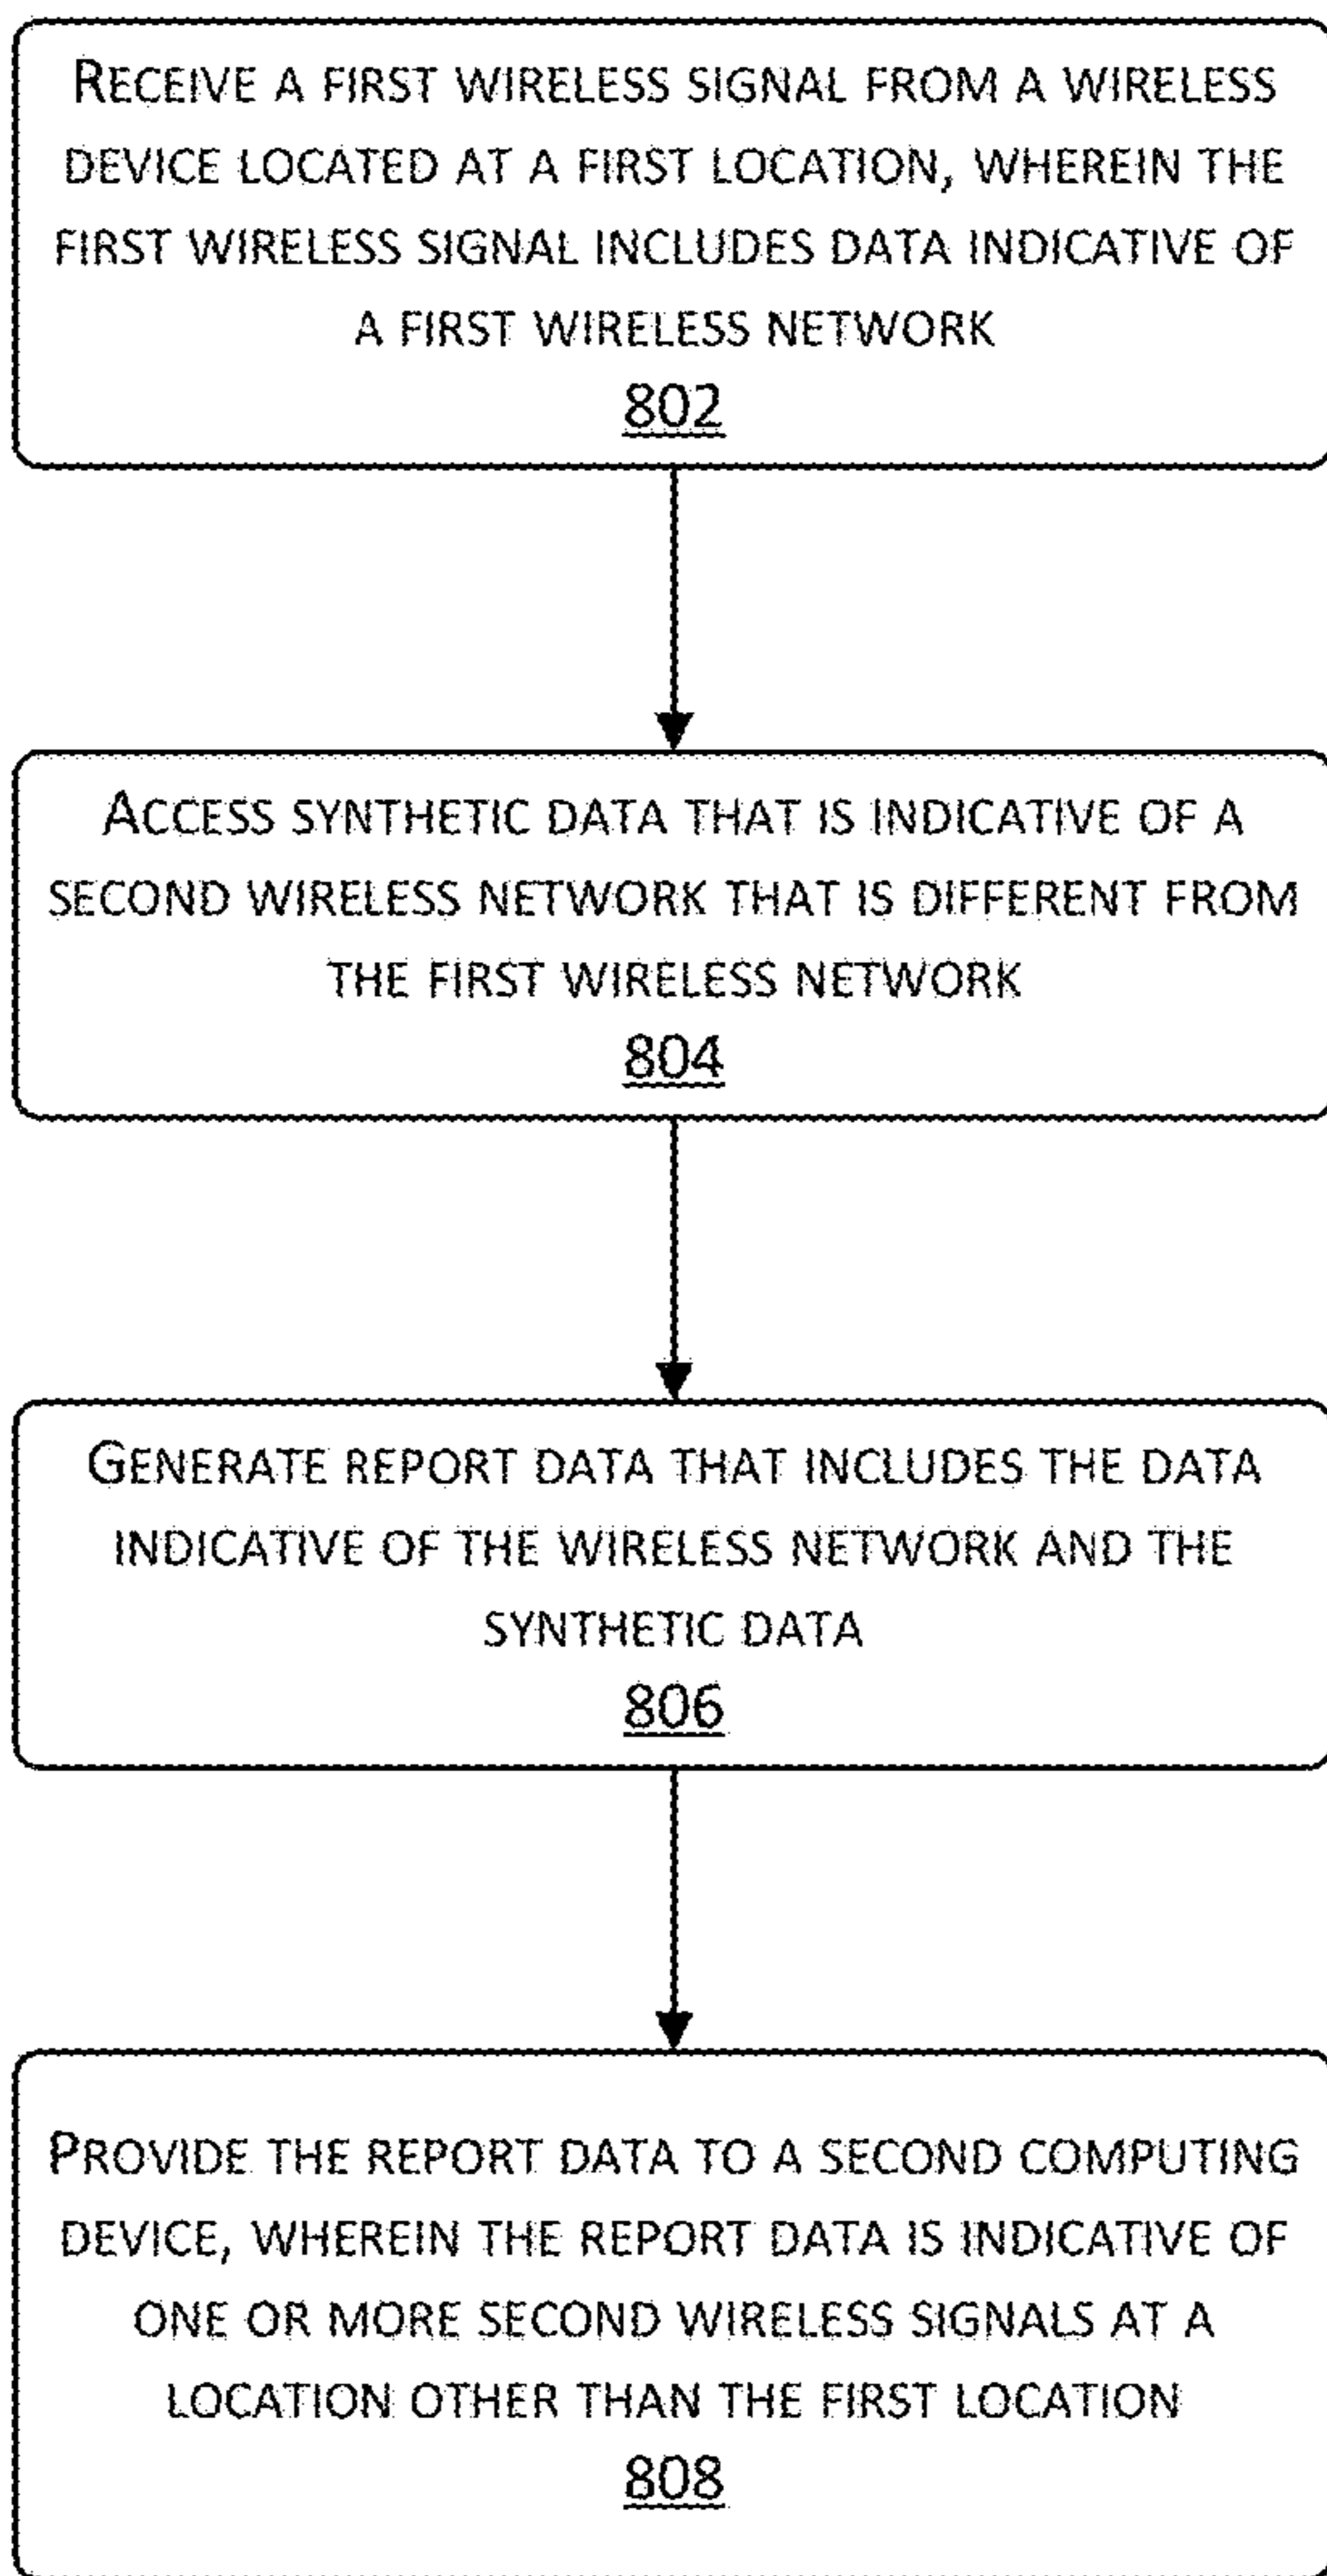 RECEIVE A FIRST WIRELESS SIGNAL FROM A WIRELESS
DEVICE LOCATED AT A FIRST LOCATION, WHEREIN THE
FIRST WIRELESS SIGNAL INCLUDES DATA INDICATIVE OF
A FIRST WIRELESS NETWORK
802
ACCESS SYNTHETIC DATA THAT IS INDICATIVE OF A
SECOND WIRELESS NETWORK THAT IS DIFFERENT FROM
THE FIRST WIRELESS NETWORK
804
GENERATE REPORT DATA THAT INCLUDES THE DATA
INDICATIVE OF THE WIRELESS NETWORK AND THE
SYNTHETIC DATA
806
PROVIDE THE REPORT DATA TO A SECOND COMPUTING
DEVICE, WHEREIN THE REPORT DATA IS INDICATIVE OF
ONE OR MORE SECOND WIRELESS SIGNALS AT A
LOCATION OTHER THAN THE FIRST LOCATION
808